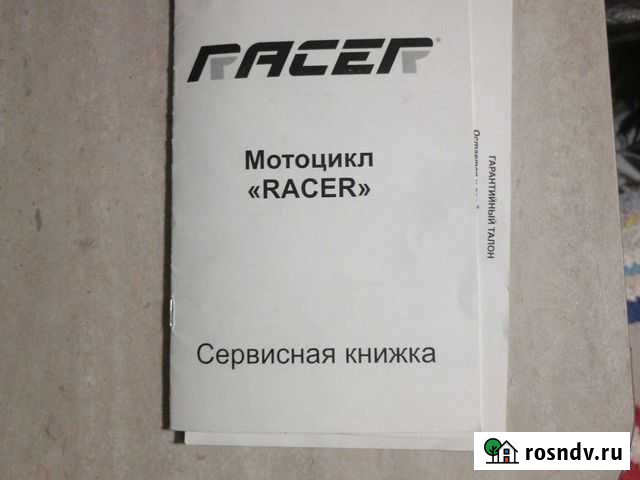 RACER®
Мотоцикл
«RACER»
Сервисная книжка
ГАРАНТИЙНЫЙ ТАЛОН
rosndv.ru